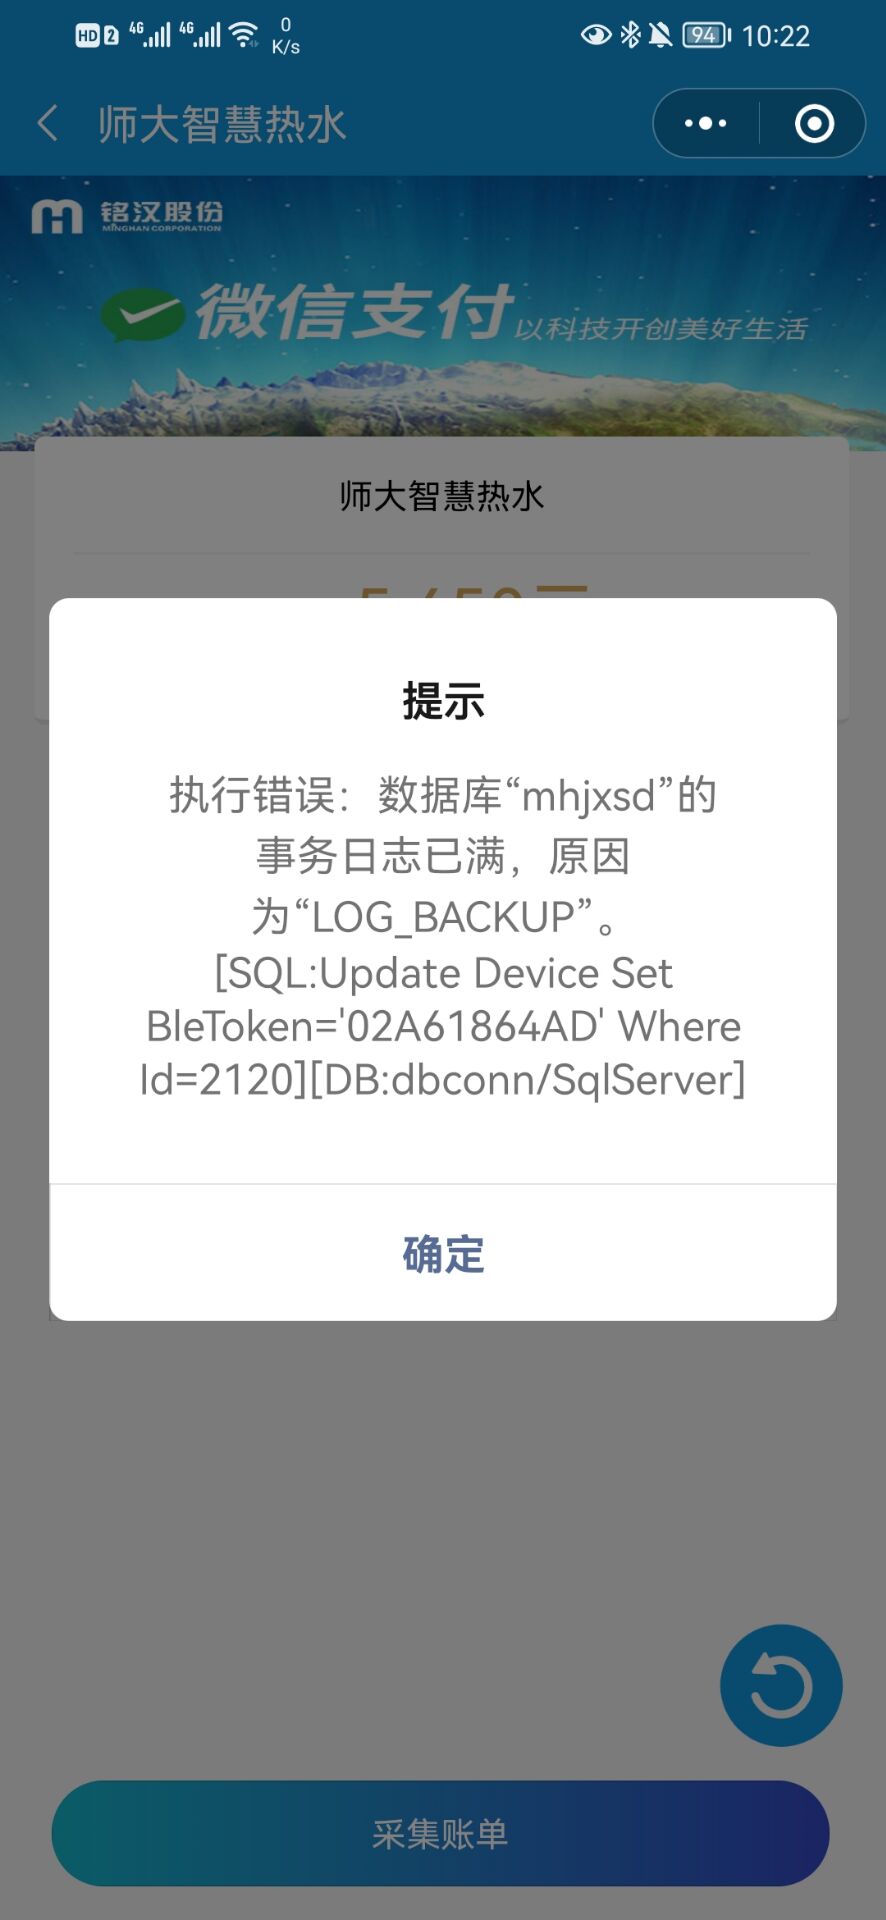 HD 2 4G 4G 0 K/s 94 10:22
师大智慧热水
铭汉股份
MINGHAN CORPORATION
微信支付 以科技开创美好生活
师大智慧热水
提示
执行错误：数据库“mhjxsd”的
事务日志已满，原因
为“LOG_BACKUP”。
[SQL:Update Device Set
BleToken='02A61864AD' Where
Id=2120][DB:dbconn/SqlServer]
确定
采集账单